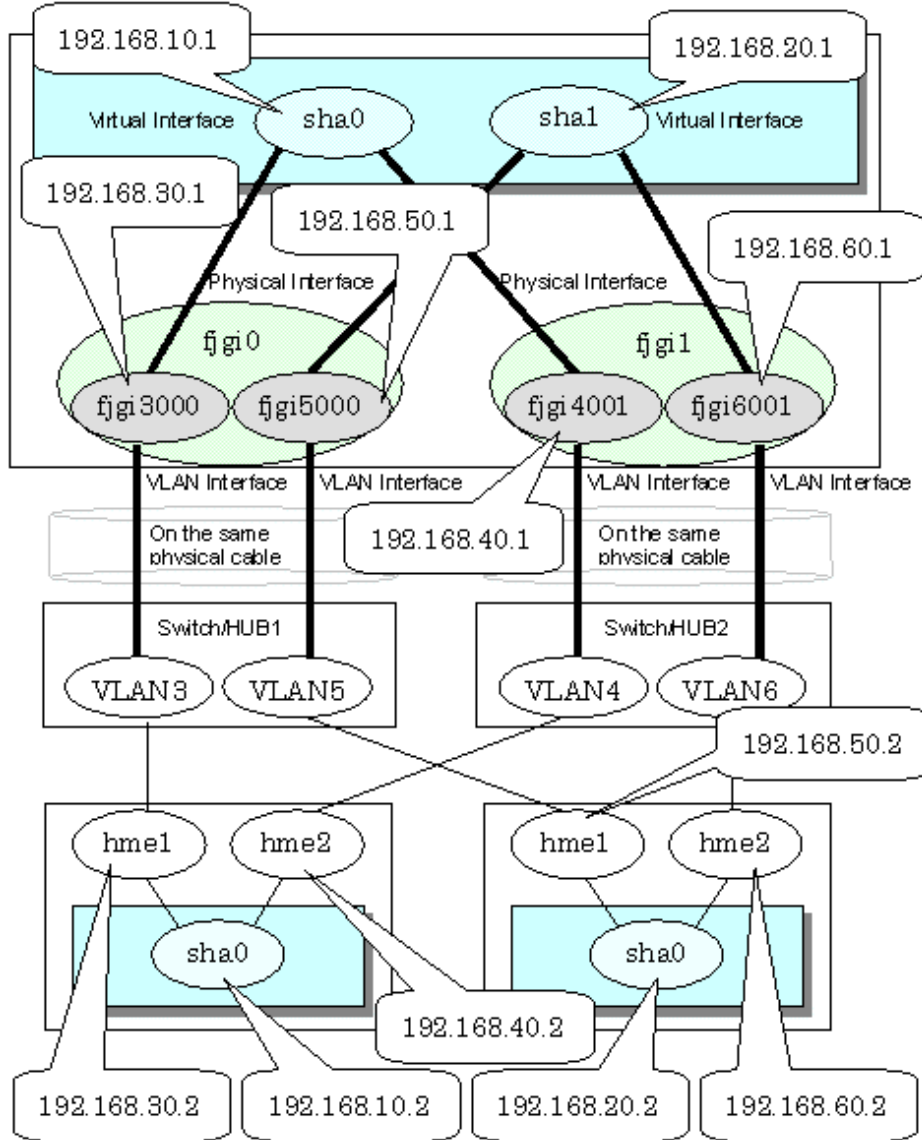 192.168.10.1
192.168.20.1
Virtual Interface
sha0
sha1
Virtual Interface
192.168.30.1
192.168.50.1
192.168.60.1
Physical Interface
Physical Interface
fjgi0
fjgi1
fjgi3000
fjgi5000
fjgi4001
fjgi6001
VLAN Interface
VLAN Interface
VLAN Interface
VLAN Interface
On the same
physical cable
192.168.40.1
On the same
physical cable
Switch/HUB1
Switch/HUB2
VLAN3
VLAN5
VLAN4
VLAN6
192.168.50.2
hme1
hme2
hme1
hme2
sha0
sha0
192.168.40.2
192.168.30.2
192.168.10.2
192.168.20.2
192.168.60.2